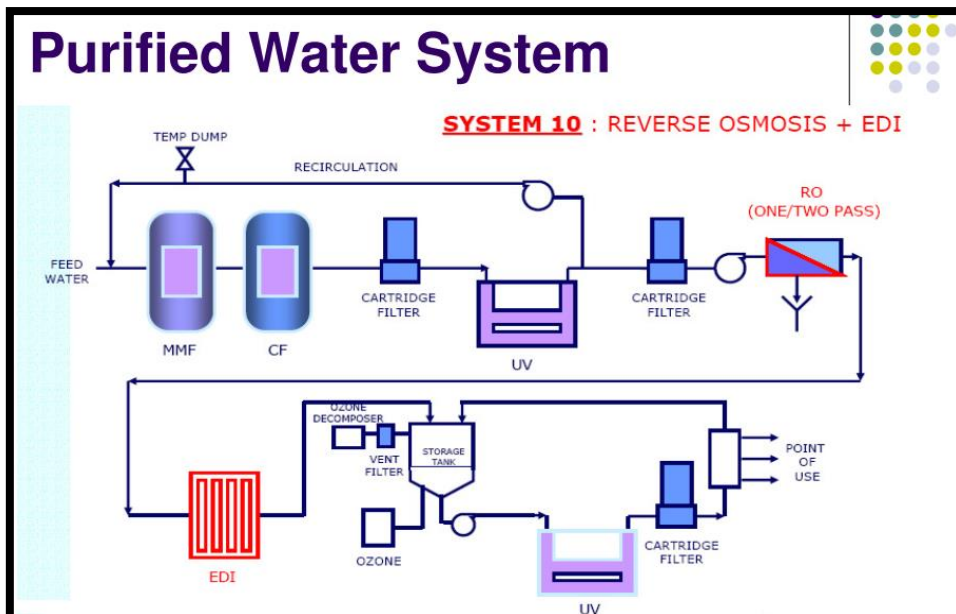 Purified Water System
SYSTEM 10 : REVERSE OSMOSIS + EDI
TEMP DUMP
RECIRCULATION
RO
(ONE/TWO PASS)
FEED
WATER
CARTRIDGE
FILTER
CARTRIDGE
FILTER
MMF
CF
UV
OZONE
DECOMPOSER
VENT
FILTER
STORAGE
TANK
POINT
OF
USE
OZONE
CARTRIDGE
FILTER
EDI
UV